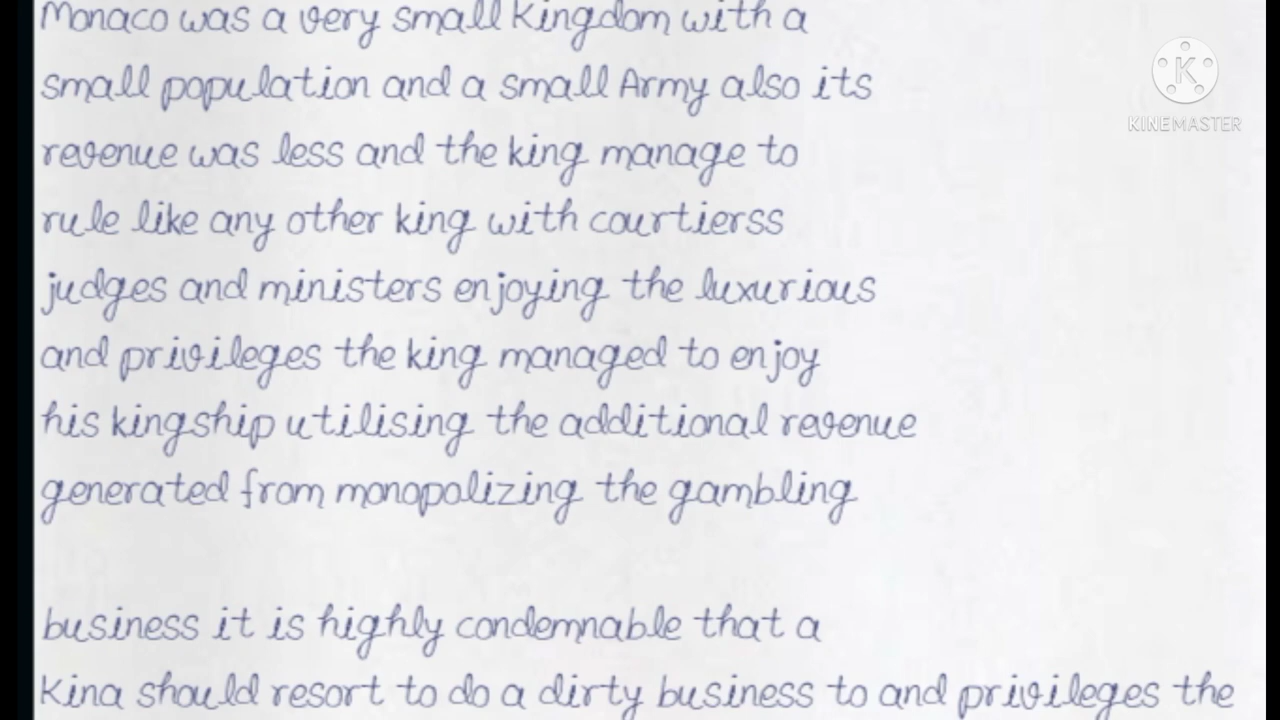 Monaco was a very small Kingdom with a
small population and a small Army also its
revenue was less and the king manage to
rule like any other king with courtierss
judges and ministers enjoying the luxurious
and privileges the king managed to enjoy
his kingship utilising the additional revenue
generated from monopolizing the gambling
business it is highly condemnable that a
King should resort to do a dirty business to and privileges the
K
KINEMASTER